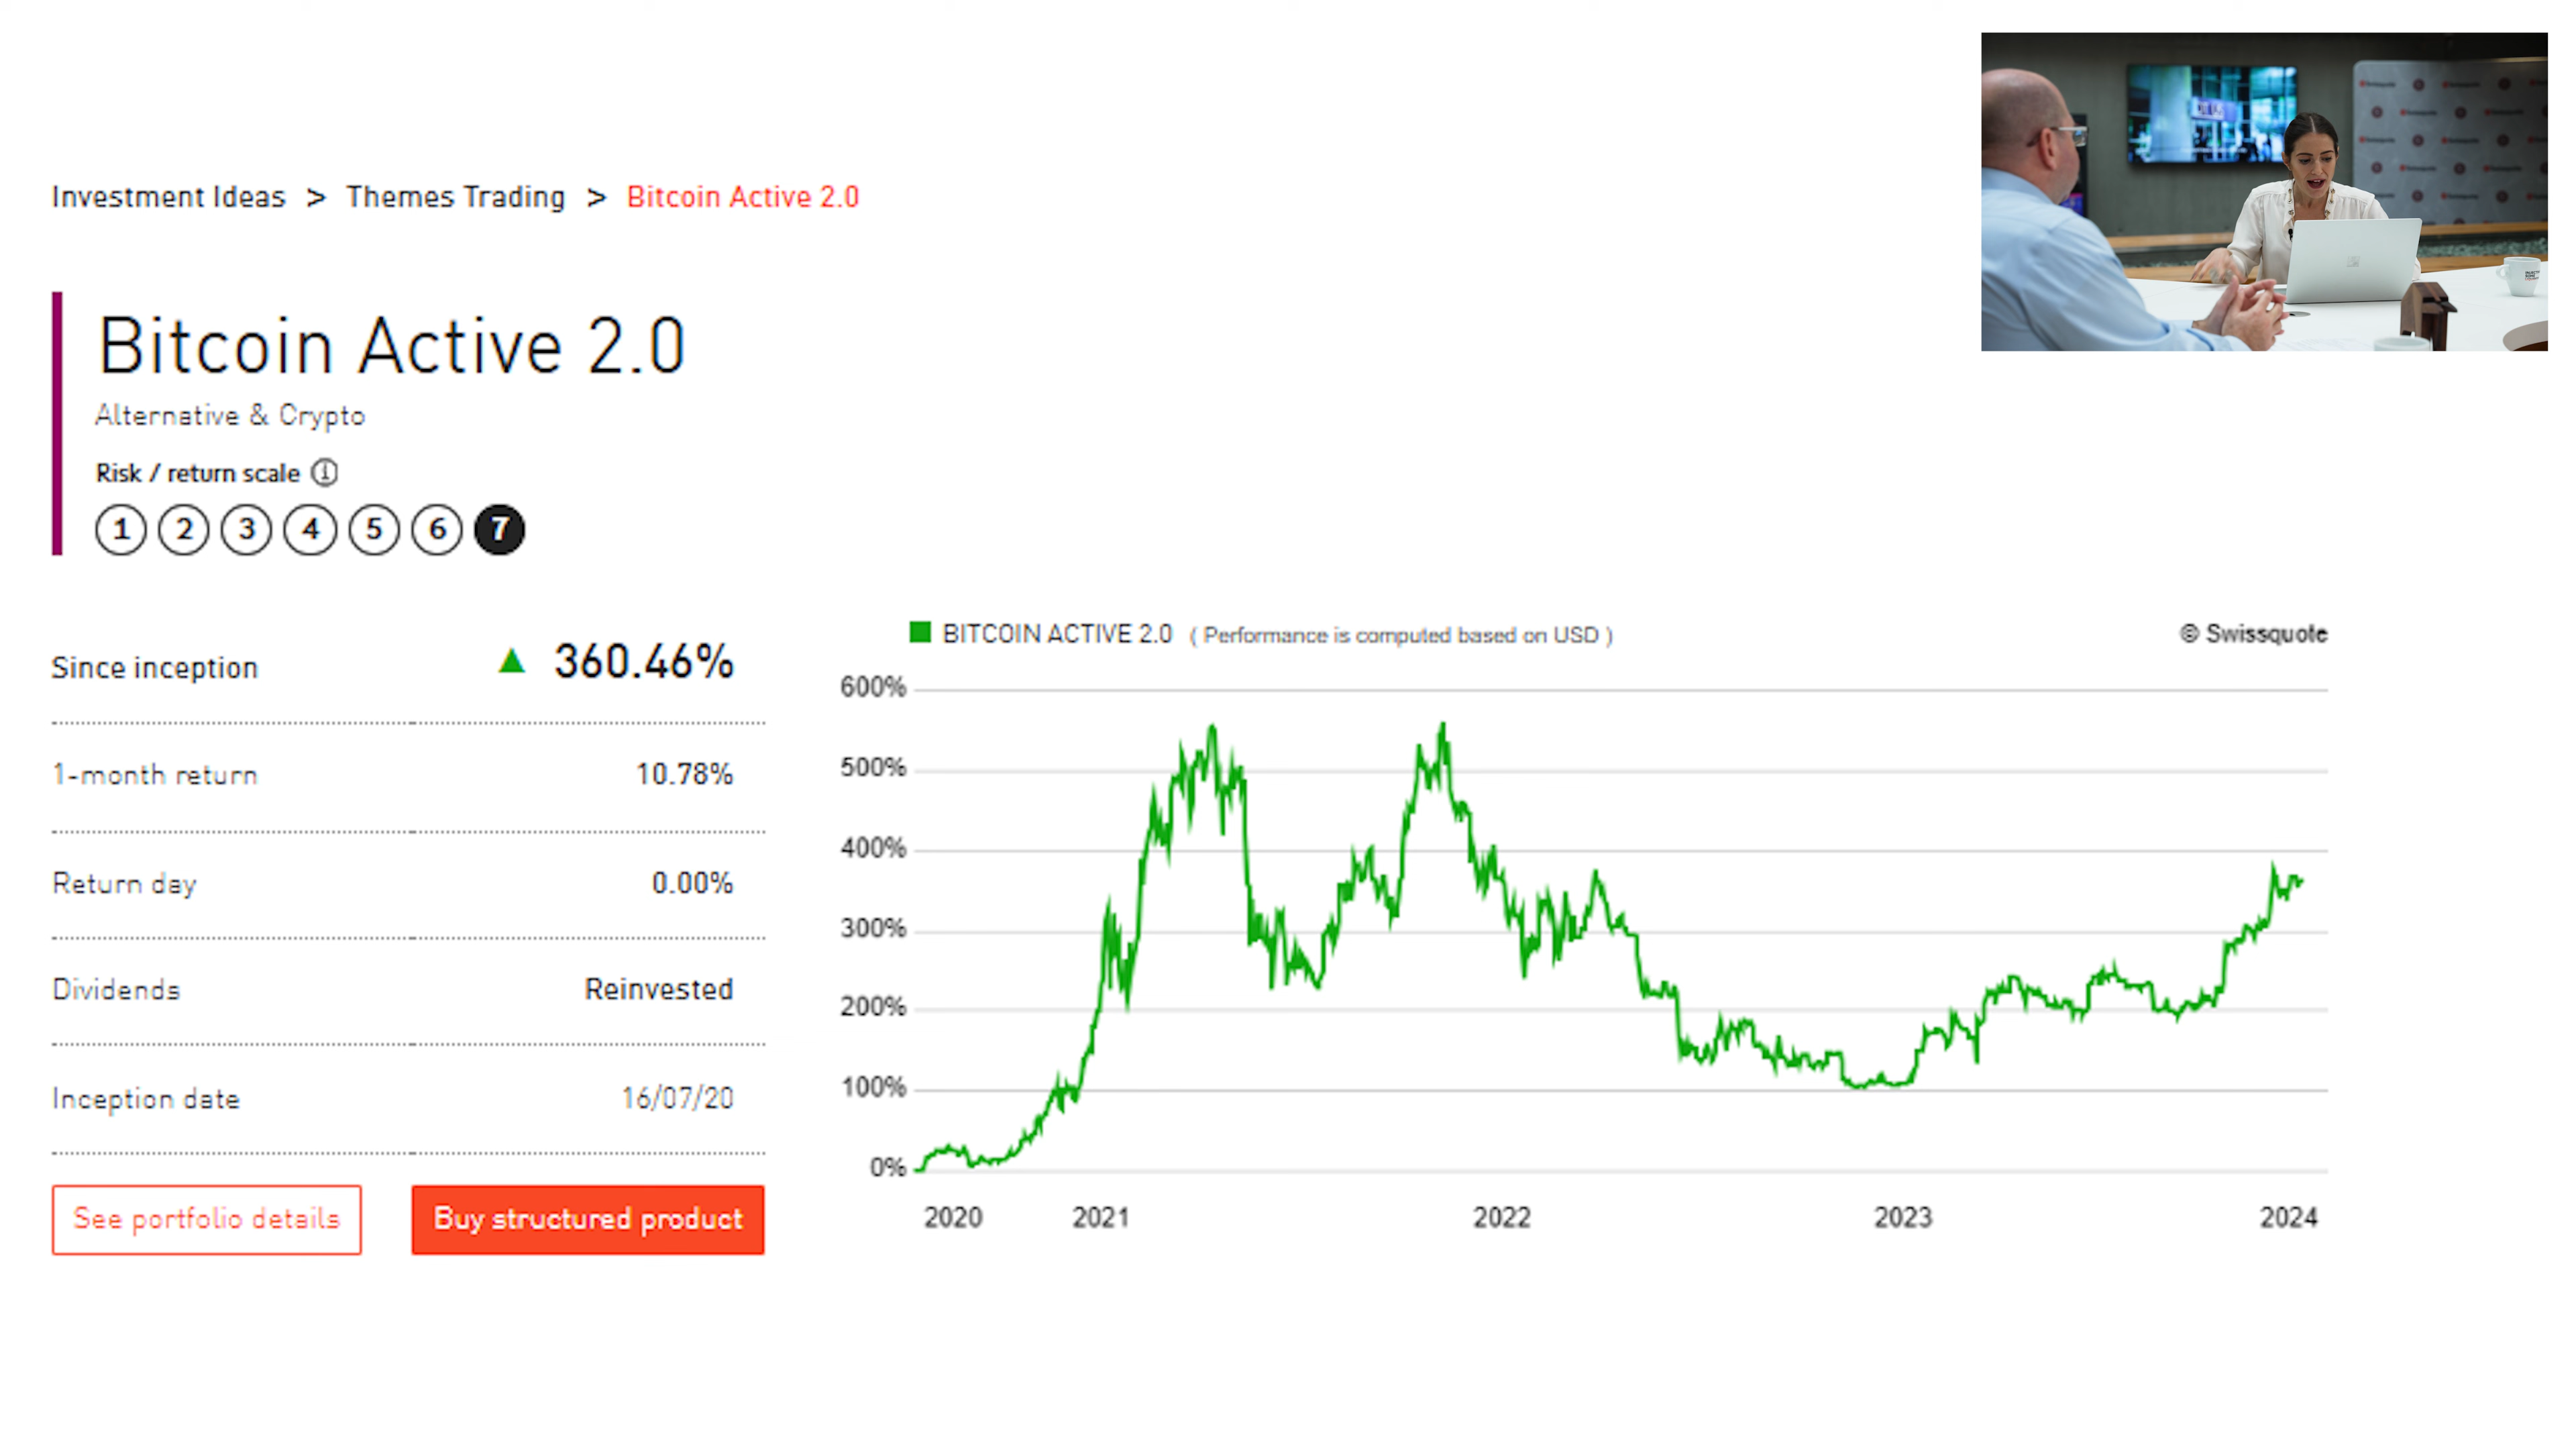 Investment Ideas > Themes Trading > Bitcoin Active 2.0
Bitcoin Active 2.0
Alternative & Crypto
Risk / return scale
1 2 3 4 5 6 7
Since inception ▲ 360.46%
1-month return 10.78%
Return day 0.00%
Dividends Reinvested
Inception date 16/07/20
See portfolio details Buy structured product
BITCOIN ACTIVE 2.0 ( Performance is computed based on USD ) © Swissquote
600%
500%
400%
300%
200%
100%
0%
2020 2021 2022 2023 2024